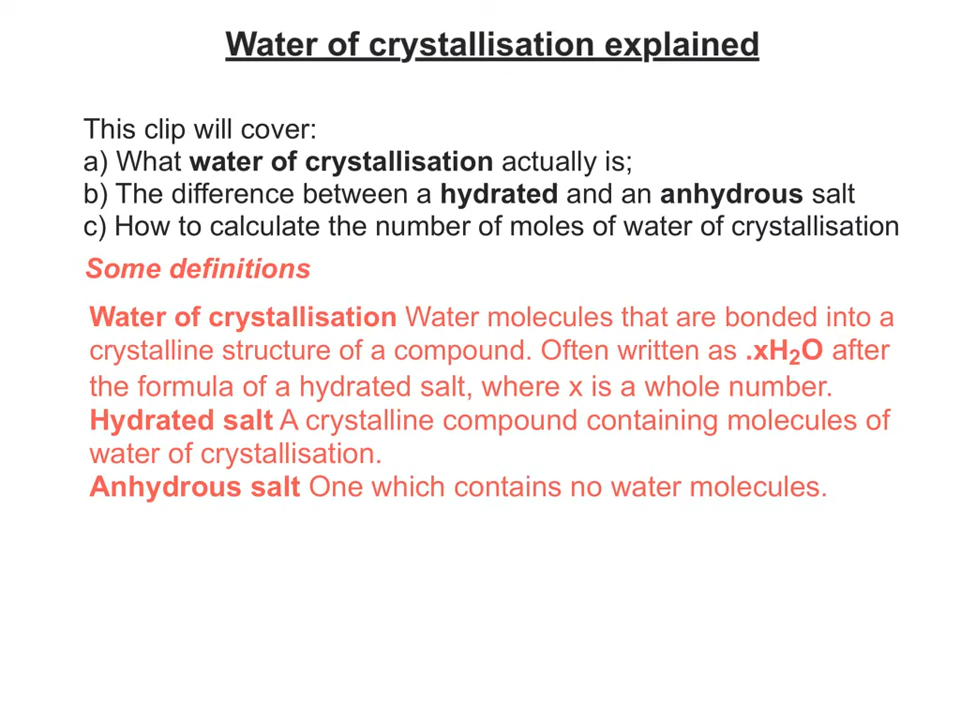 Water of crystallisation explained
This clip will cover:
a) What water of crystallisation actually is;
b) The difference between a hydrated and an anhydrous salt
c) How to calculate the number of moles of water of crystallisation
Some definitions
Water of crystallisation Water molecules that are bonded into a
crystalline structure of a compound. Often written as .xH₂O after
the formula of a hydrated salt, where x is a whole number.
Hydrated salt A crystalline compound containing molecules of
water of crystallisation.
Anhydrous salt One which contains no water molecules.